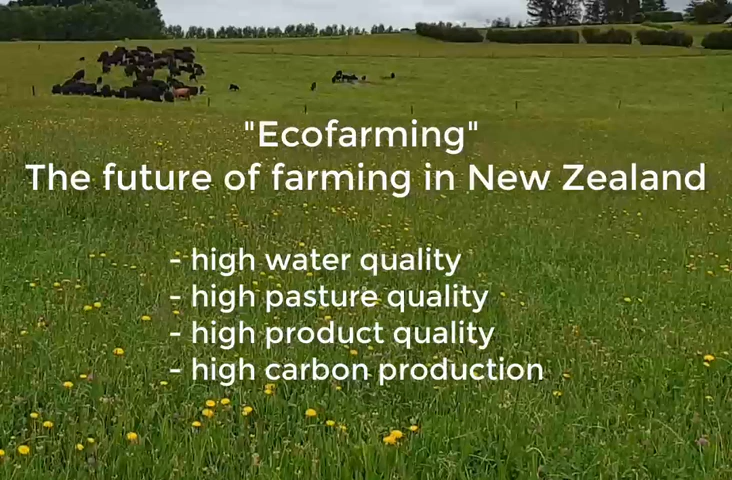 "Ecofarming"
The future of farming in New Zealand
- high water quality
- high pasture quality
- high product quality
- high carbon production